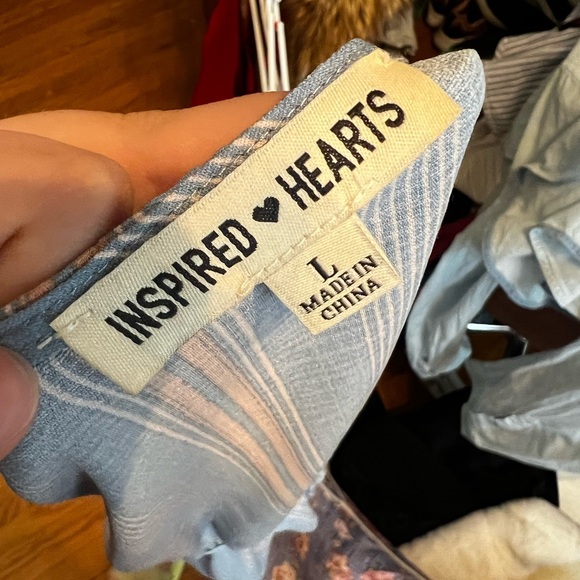 INSPIRED ♥ HEARTS
L
MADE IN
CHINA